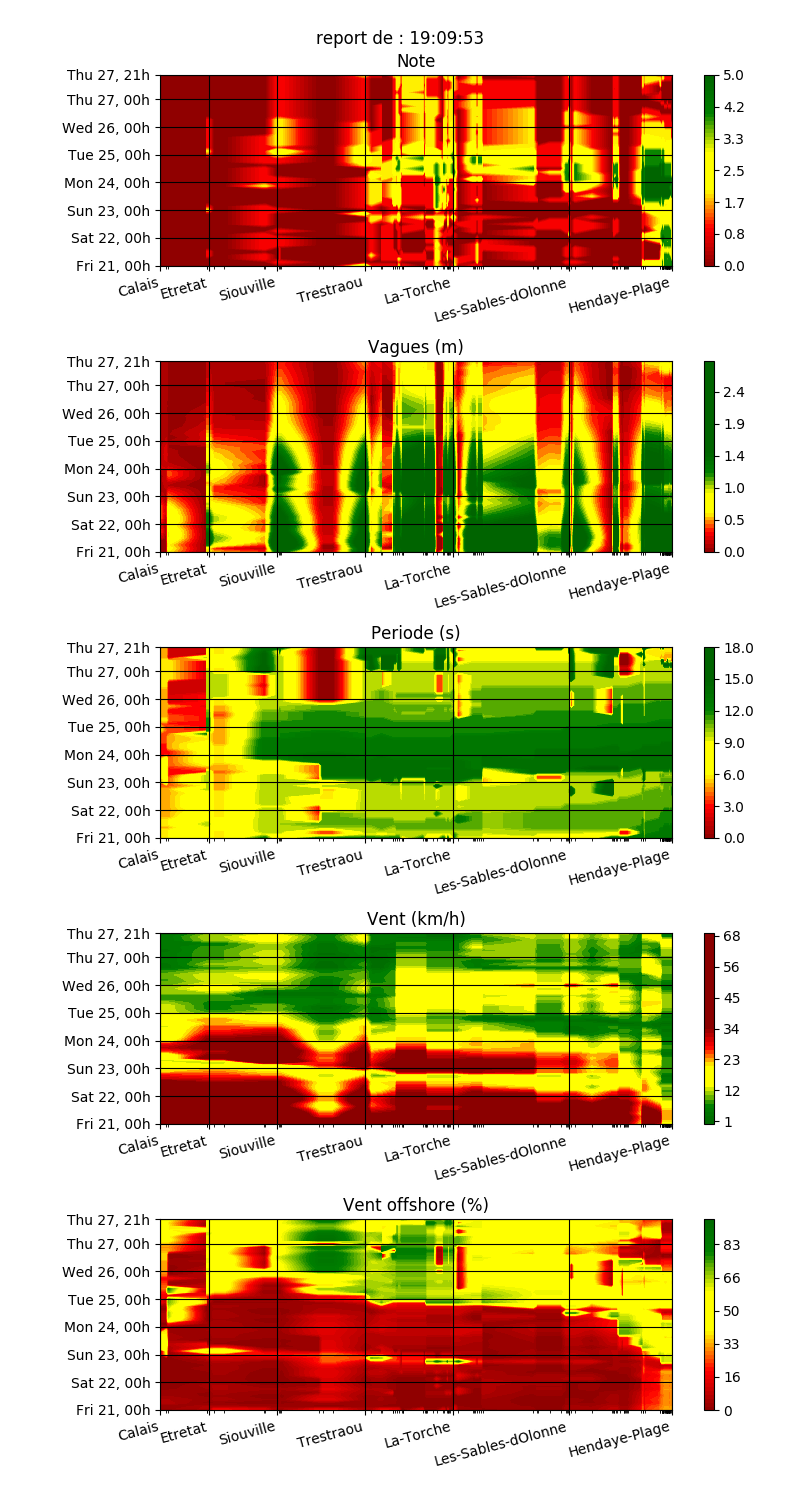 report de : 19:09:53
Note
Thu 27, 21h
Thu 27, 00h
Wed 26, 00h
Tue 25, 00h
Mon 24, 00h
Sun 23, 00h
Sat 22, 00h
Fri 21, 00h
Calais Etretat Siouville Trestraou La-Torche Les-Sables-dOlonne Hendaye-Plage
5.0
4.2
3.3
2.5
1.7
0.8
0.0
Vagues (m)
Thu 27, 21h
Thu 27, 00h
Wed 26, 00h
Tue 25, 00h
Mon 24, 00h
Sun 23, 00h
Sat 22, 00h
Fri 21, 00h
Calais Etretat Siouville Trestraou La-Torche Les-Sables-dOlonne Hendaye-Plage
2.4
1.9
1.4
1.0
0.5
0.0
Periode (s)
Thu 27, 21h
Thu 27, 00h
Wed 26, 00h
Tue 25, 00h
Mon 24, 00h
Sun 23, 00h
Sat 22, 00h
Fri 21, 00h
Calais Etretat Siouville Trestraou La-Torche Les-Sables-dOlonne Hendaye-Plage
18.0
15.0
12.0
9.0
6.0
3.0
0.0
Vent (km/h)
Thu 27, 21h
Thu 27, 00h
Wed 26, 00h
Tue 25, 00h
Mon 24, 00h
Sun 23, 00h
Sat 22, 00h
Fri 21, 00h
Calais Etretat Siouville Trestraou La-Torche Les-Sables-dOlonne Hendaye-Plage
68
56
45
34
23
12
1
Vent offshore (%)
Thu 27, 21h
Thu 27, 00h
Wed 26, 00h
Tue 25, 00h
Mon 24, 00h
Sun 23, 00h
Sat 22, 00h
Fri 21, 00h
Calais Etretat Siouville Trestraou La-Torche Les-Sables-dOlonne Hendaye-Plage
83
66
50
33
16
0